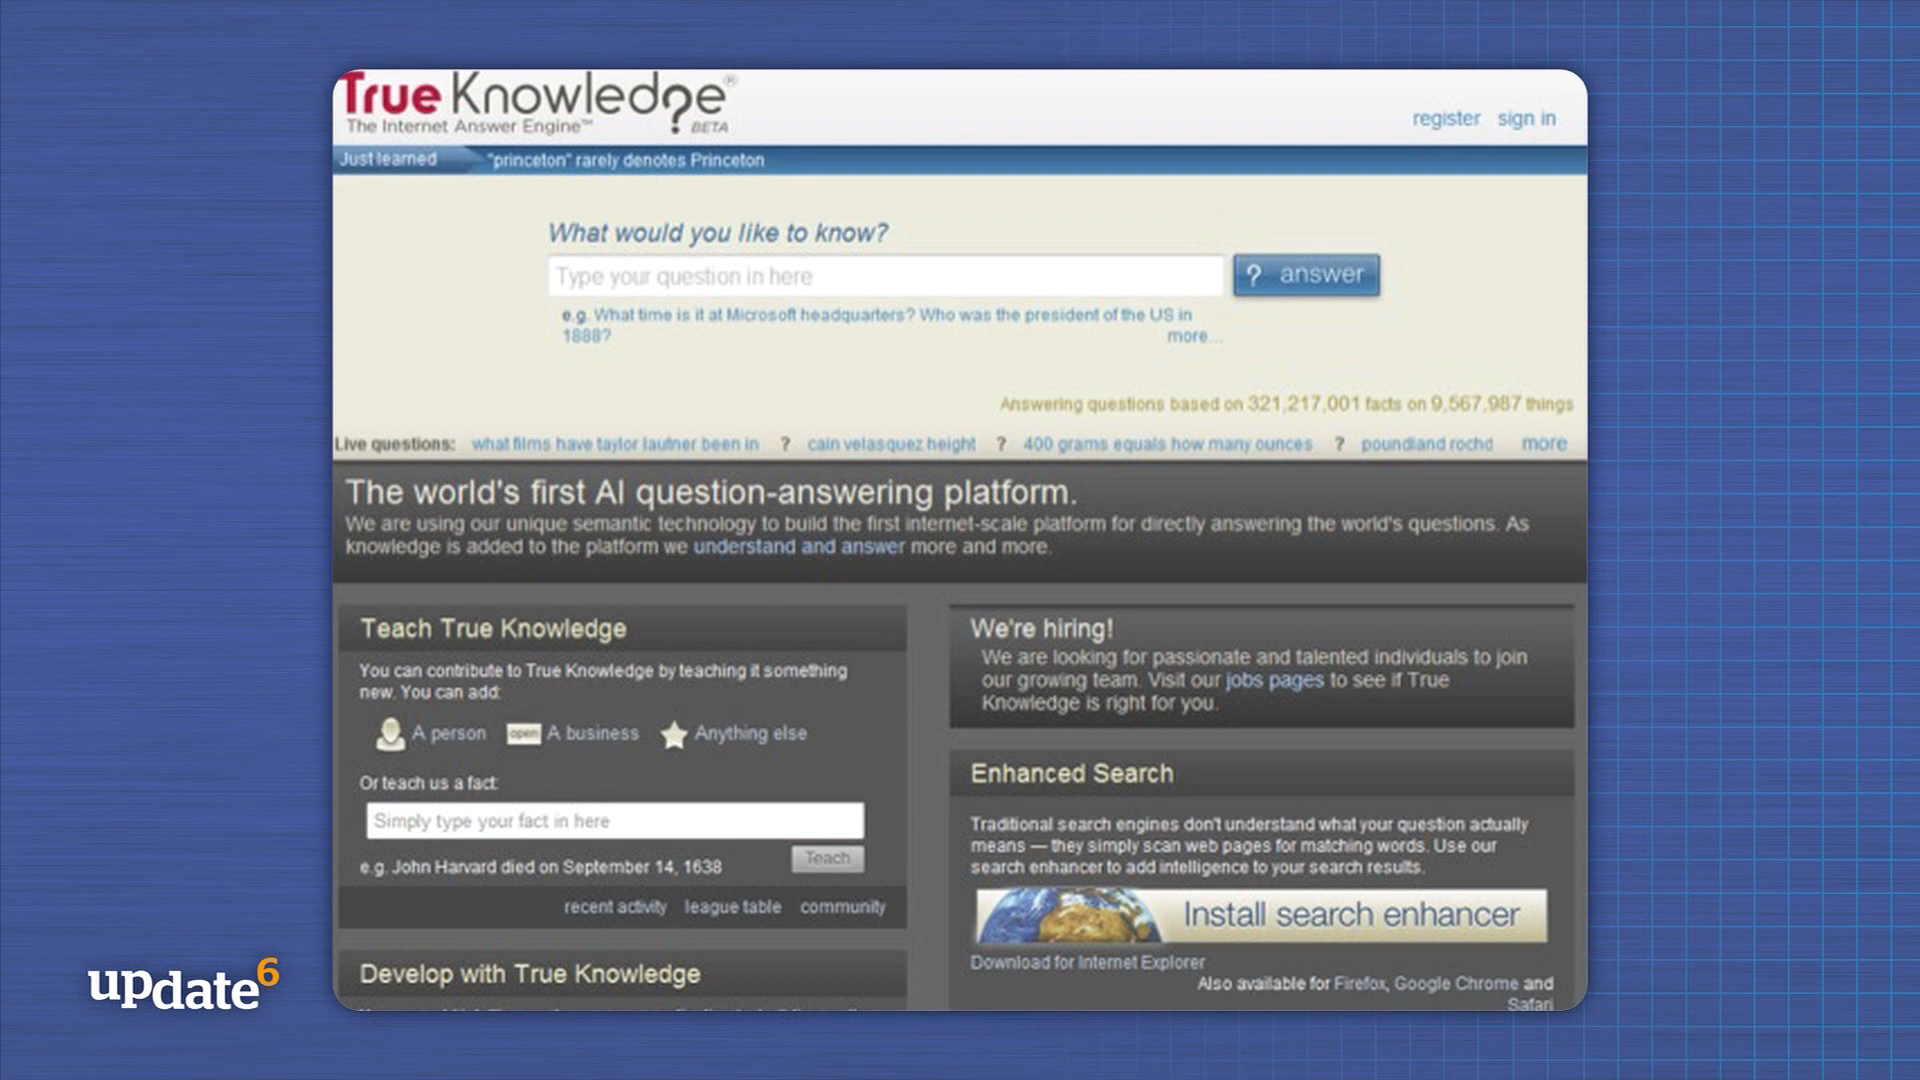 True Knowledge®
The Internet Answer Engine™ BETA
register sign in
Just learned "princeton" rarely denotes Princeton
What would you like to know?
Type your question in here
? answer
e.g. What time is it at Microsoft headquarters? Who was the president of the US in
1888? more...
Answering questions based on 321,217,001 facts on 9,567,987 things
Live questions: what films have taylor lautner been in ? cain velasquez height ? 400 grams equals how many ounces ? poundland rochd more
The world's first AI question-answering platform.
We are using our unique semantic technology to build the first internet-scale platform for directly answering the world's questions. As
knowledge is added to the platform we understand and answer more and more.
Teach True Knowledge
You can contribute to True Knowledge by teaching it something
new. You can add:
A person open A business Anything else
Or teach us a fact:
Simply type your fact in here
e.g. John Harvard died on September 14, 1638 Teach
recent activity league table community
Develop with True Knowledge
We're hiring!
We are looking for passionate and talented individuals to join
our growing team. Visit our jobs pages to see if True
Knowledge is right for you.
Enhanced Search
Traditional search engines don't understand what your question actually
means — they simply scan web pages for matching words. Use our
search enhancer to add intelligence to your search results.
Install search enhancer
Download for Internet Explorer
Also available for Firefox, Google Chrome and
Safari
update6